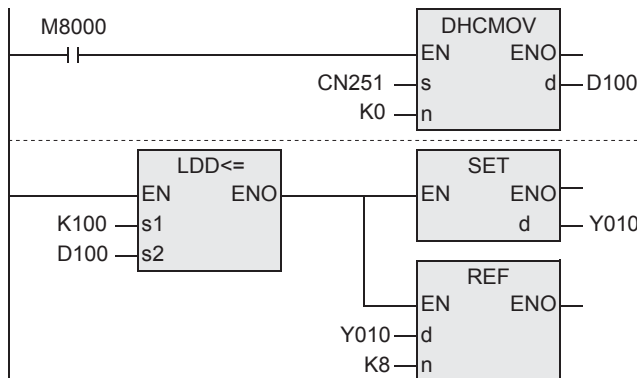 M8000
DHCMOV
EN ENO
CN251 s d D100
K0 n
LDD<=
EN ENO
K100 s1
D100 s2
SET
EN ENO
d Y010
REF
EN ENO
Y010 d
K8 n